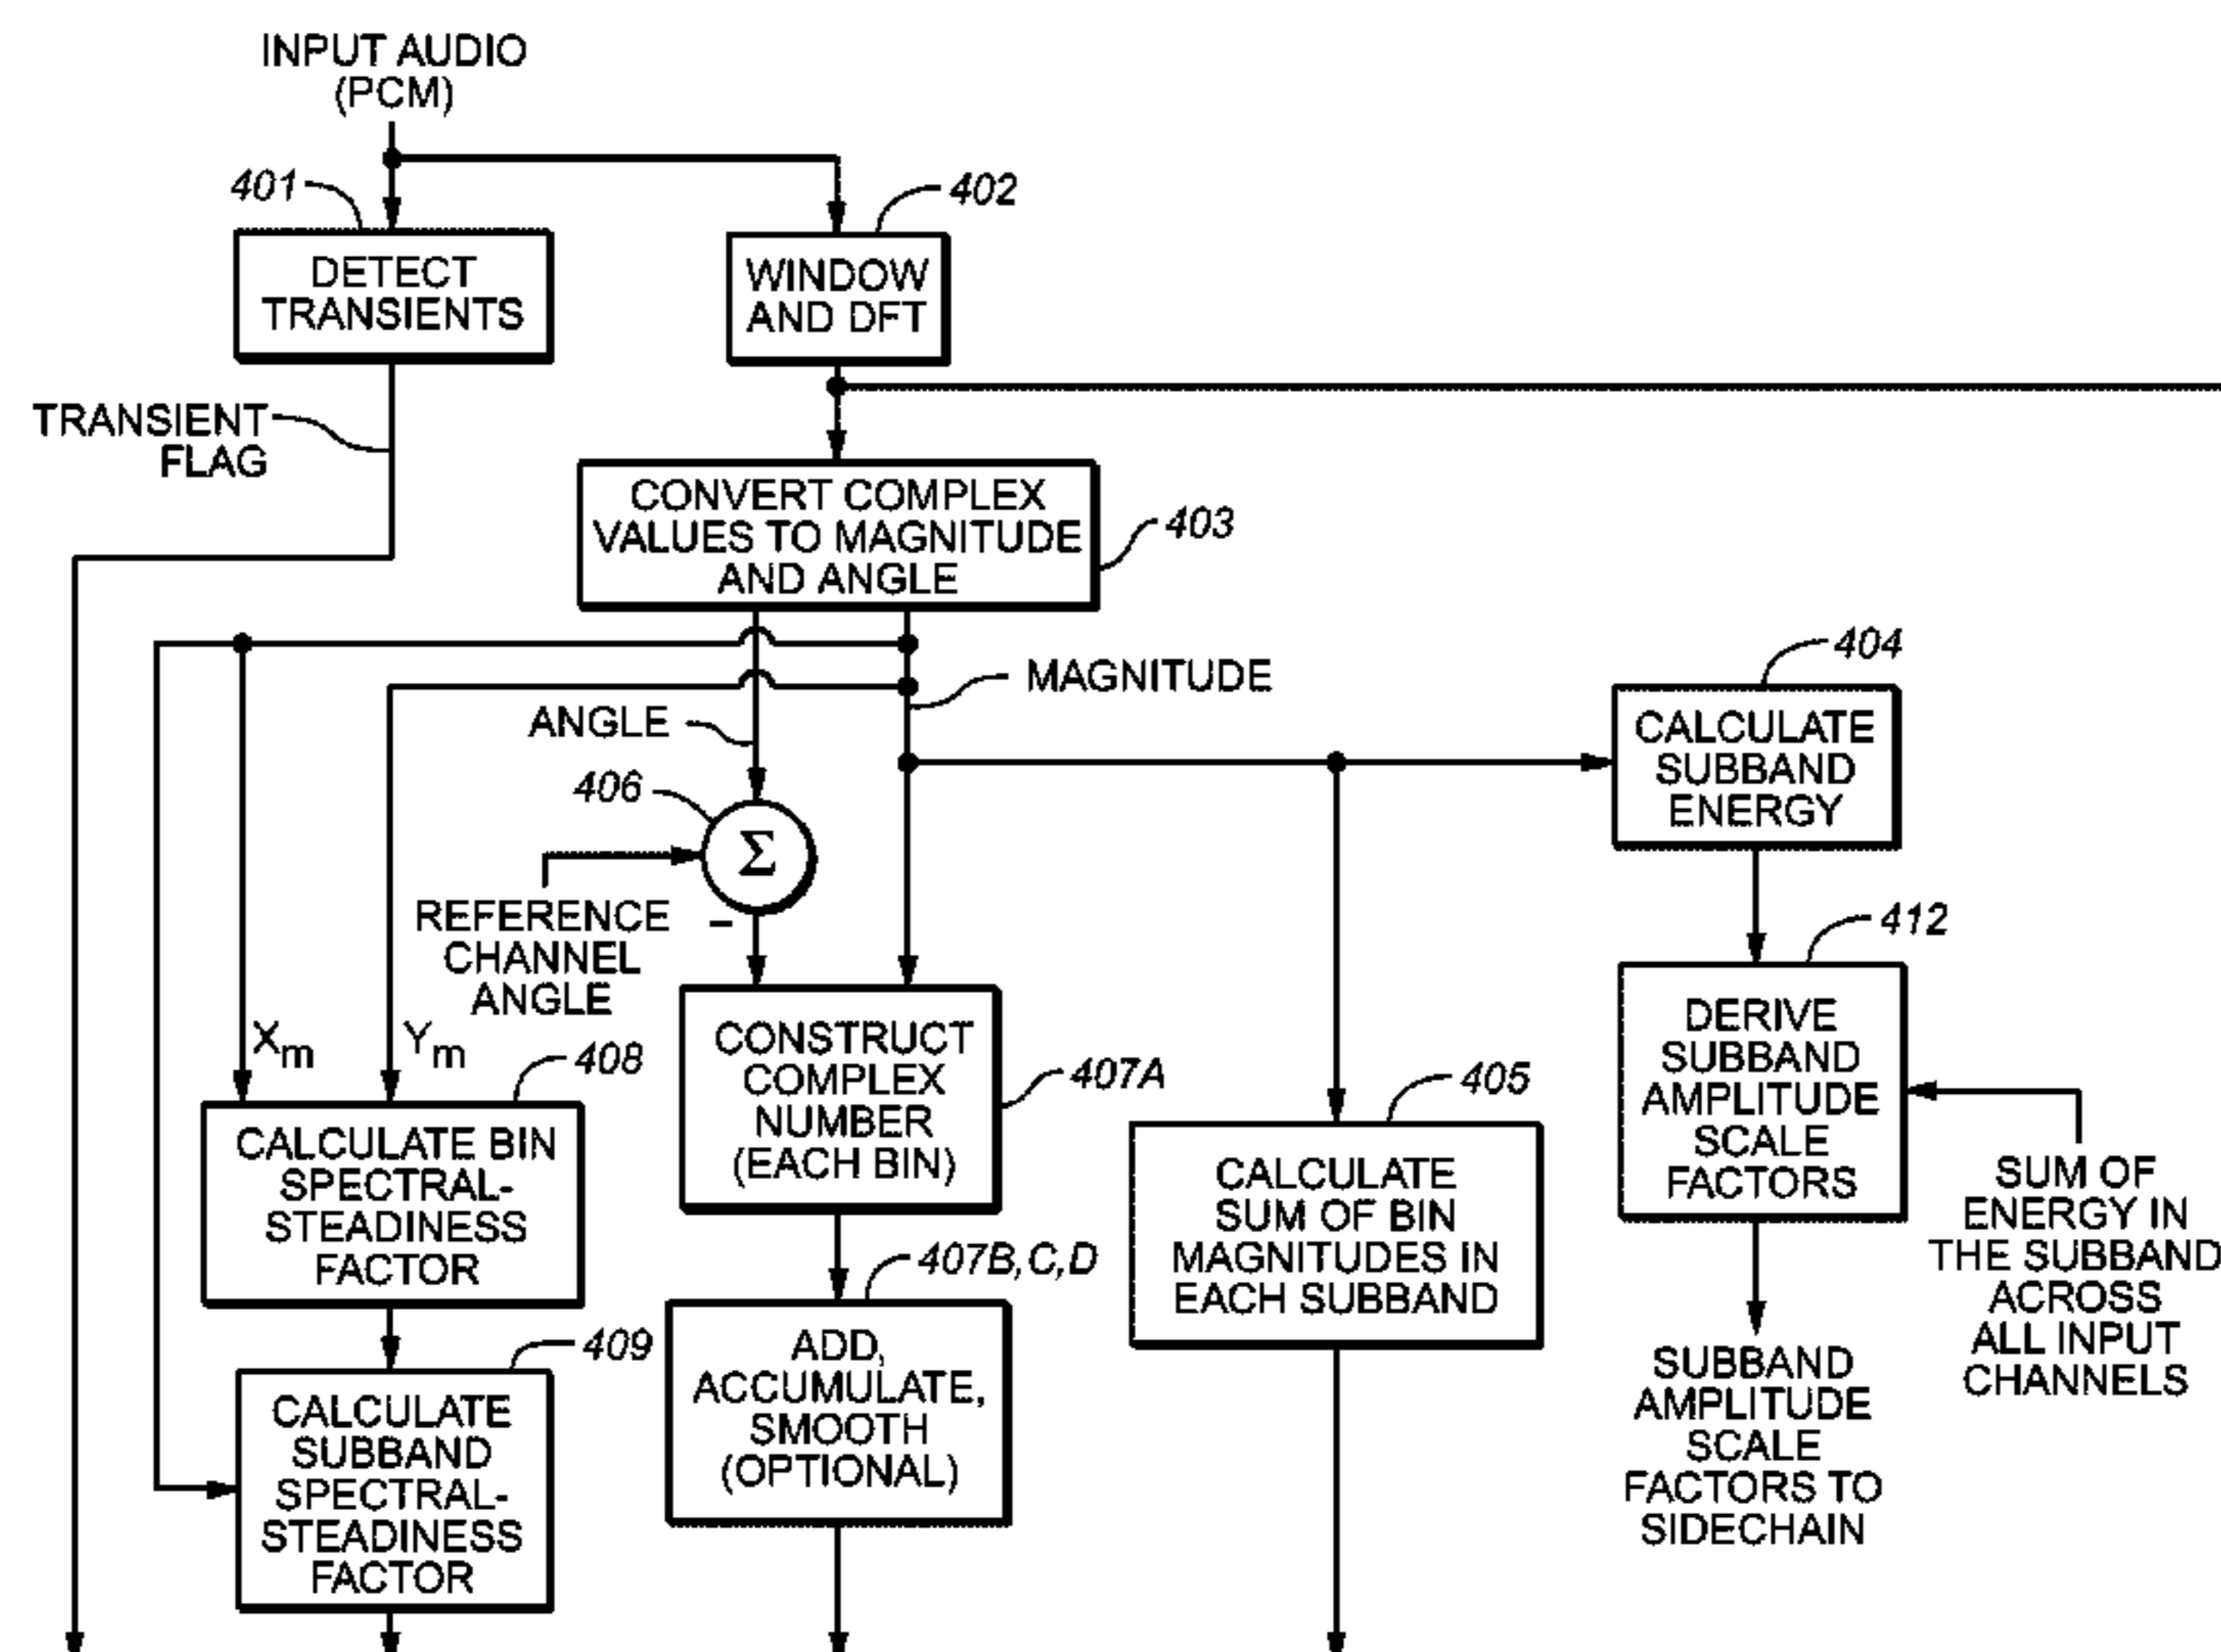 INPUT AUDIO
(PCM)
401
402
DETECT
TRANSIENTS
WINDOW
AND DFT
TRANSIENT
FLAG
CONVERT COMPLEX
VALUES TO MAGNITUDE
AND ANGLE
403
MAGNITUDE
ANGLE
404
CALCULATE
SUBBAND
ENERGY
406
Σ
REFERENCE
CHANNEL
ANGLE
–
412
DERIVE
SUBBAND
AMPLITUDE
SCALE
FACTORS
Xm
Ym
408
CONSTRUCT
COMPLEX
NUMBER
(EACH BIN)
407A
405
CALCULATE BIN
SPECTRAL-
STEADINESS
FACTOR
CALCULATE
SUM OF BIN
MAGNITUDES IN
EACH SUBBAND
SUM OF
ENERGY IN
THE SUBBAND
ACROSS
ALL INPUT
CHANNELS
407B,C,D
409
CALCULATE
SUBBAND
SPECTRAL-
STEADINESS
FACTOR
ADD,
ACCUMULATE,
SMOOTH
(OPTIONAL)
SUBBAND
AMPLITUDE
SCALE
FACTORS TO
SIDECHAIN